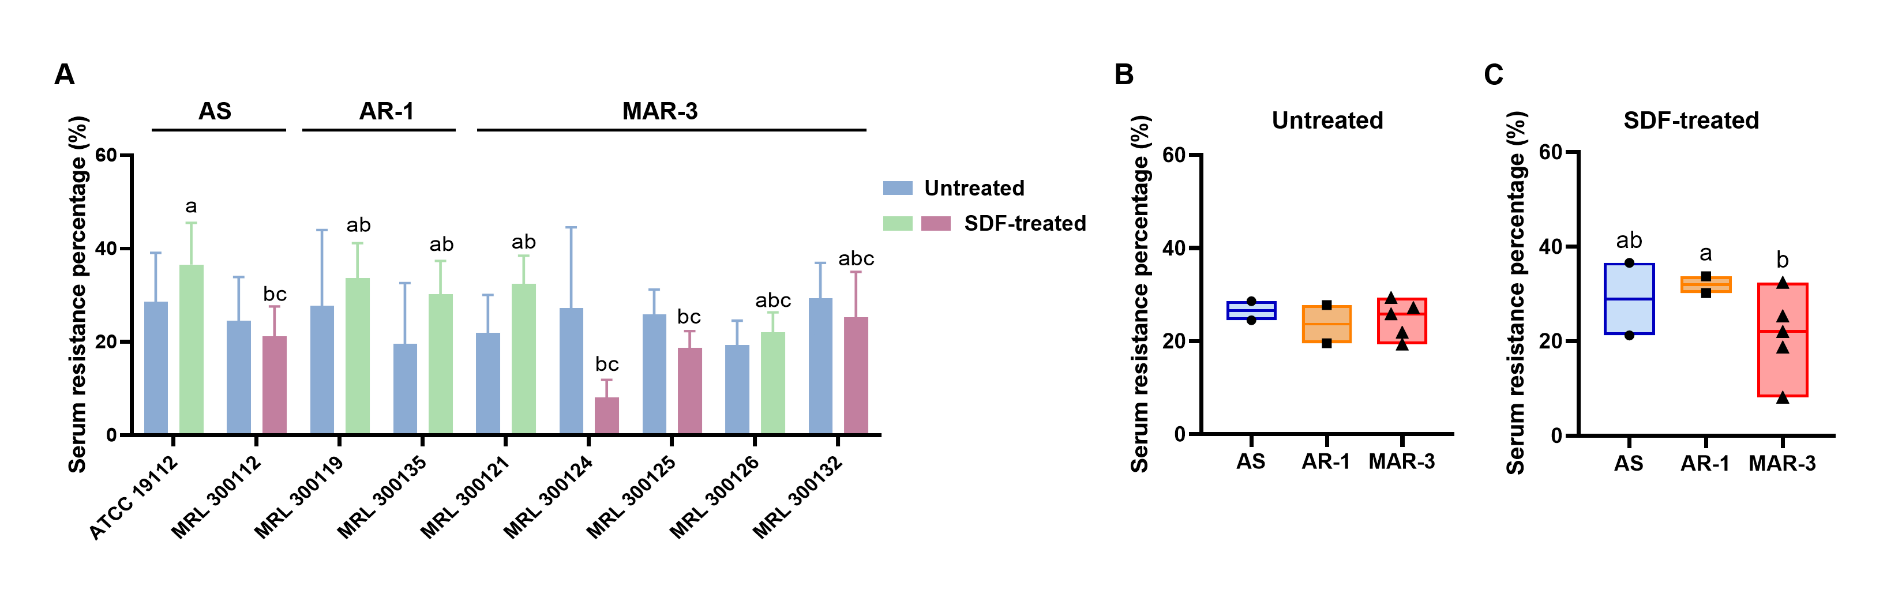 A
AS
AR-1
MAR-3
Serum resistance percentage (%)
60
40
20
0
a
bc
ab
ab
ab
bc
bc
abc
abc
ATCC 19112
MRL 300112
MRL 300119
MRL 300135
MRL 300121
MRL 300124
MRL 300125
MRL 300126
MRL 300132
Untreated
SDF-treated
B
Untreated
Serum resistance percentage (%)
60
40
20
0
AS
AR-1
MAR-3
C
SDF-treated
Serum resistance percentage (%)
60
40
20
0
ab
a
b
AS
AR-1
MAR-3